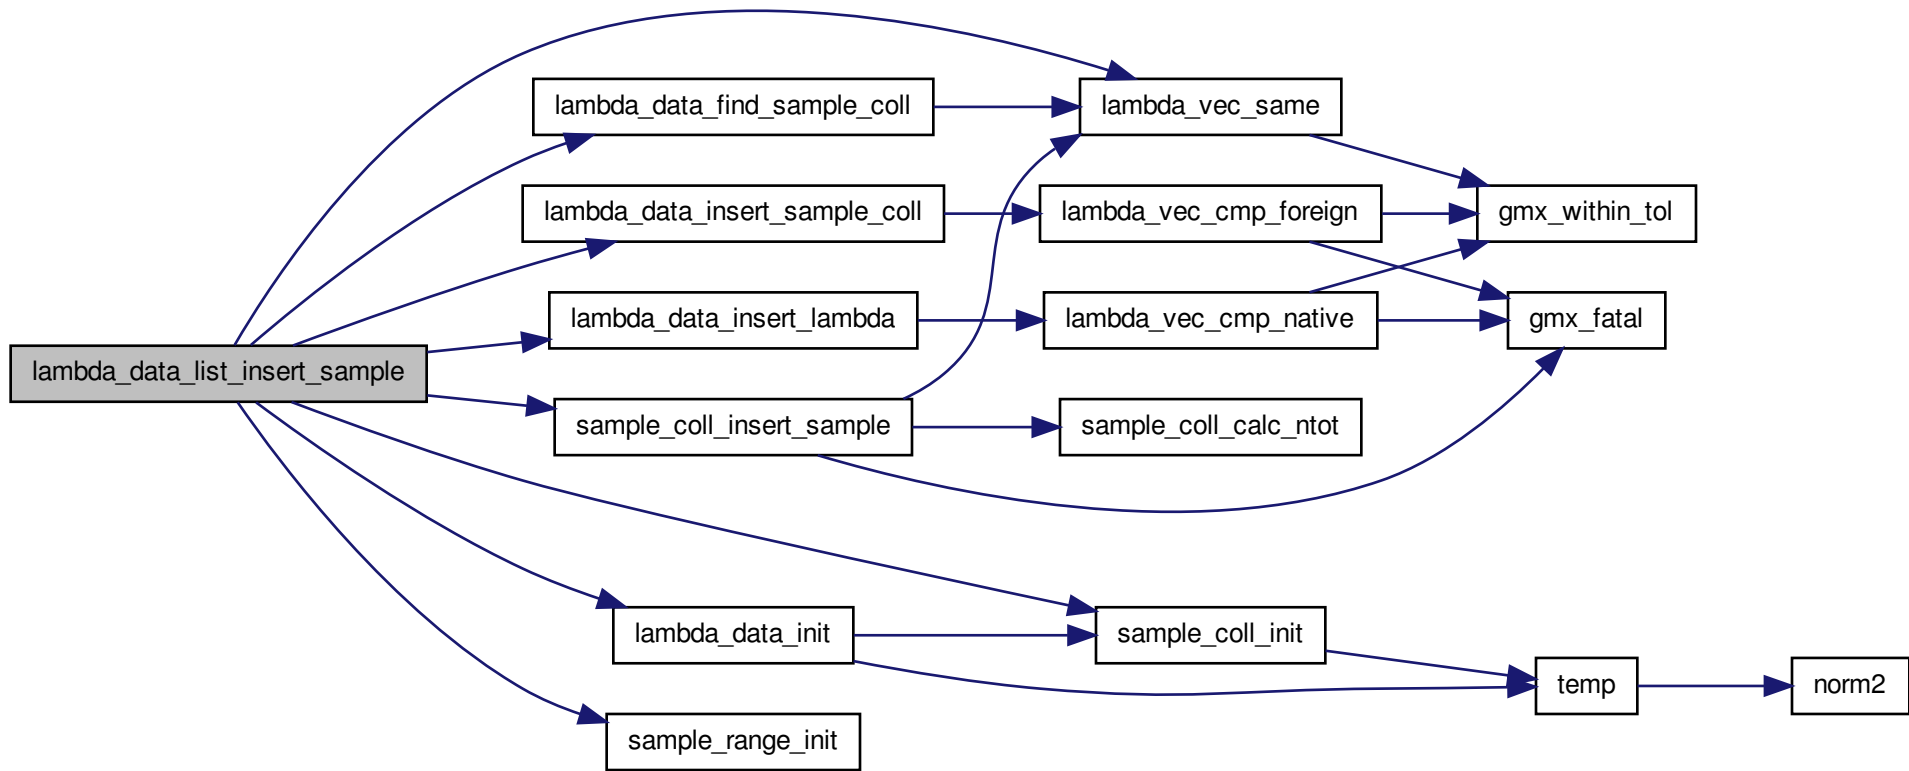 lambda_data_find_sample_coll
lambda_vec_same
lambda_data_insert_sample_coll
lambda_vec_cmp_foreign
gmx_within_tol
lambda_data_insert_lambda
lambda_vec_cmp_native
gmx_fatal
lambda_data_list_insert_sample
sample_coll_insert_sample
sample_coll_calc_ntot
lambda_data_init
sample_coll_init
temp
norm2
sample_range_init